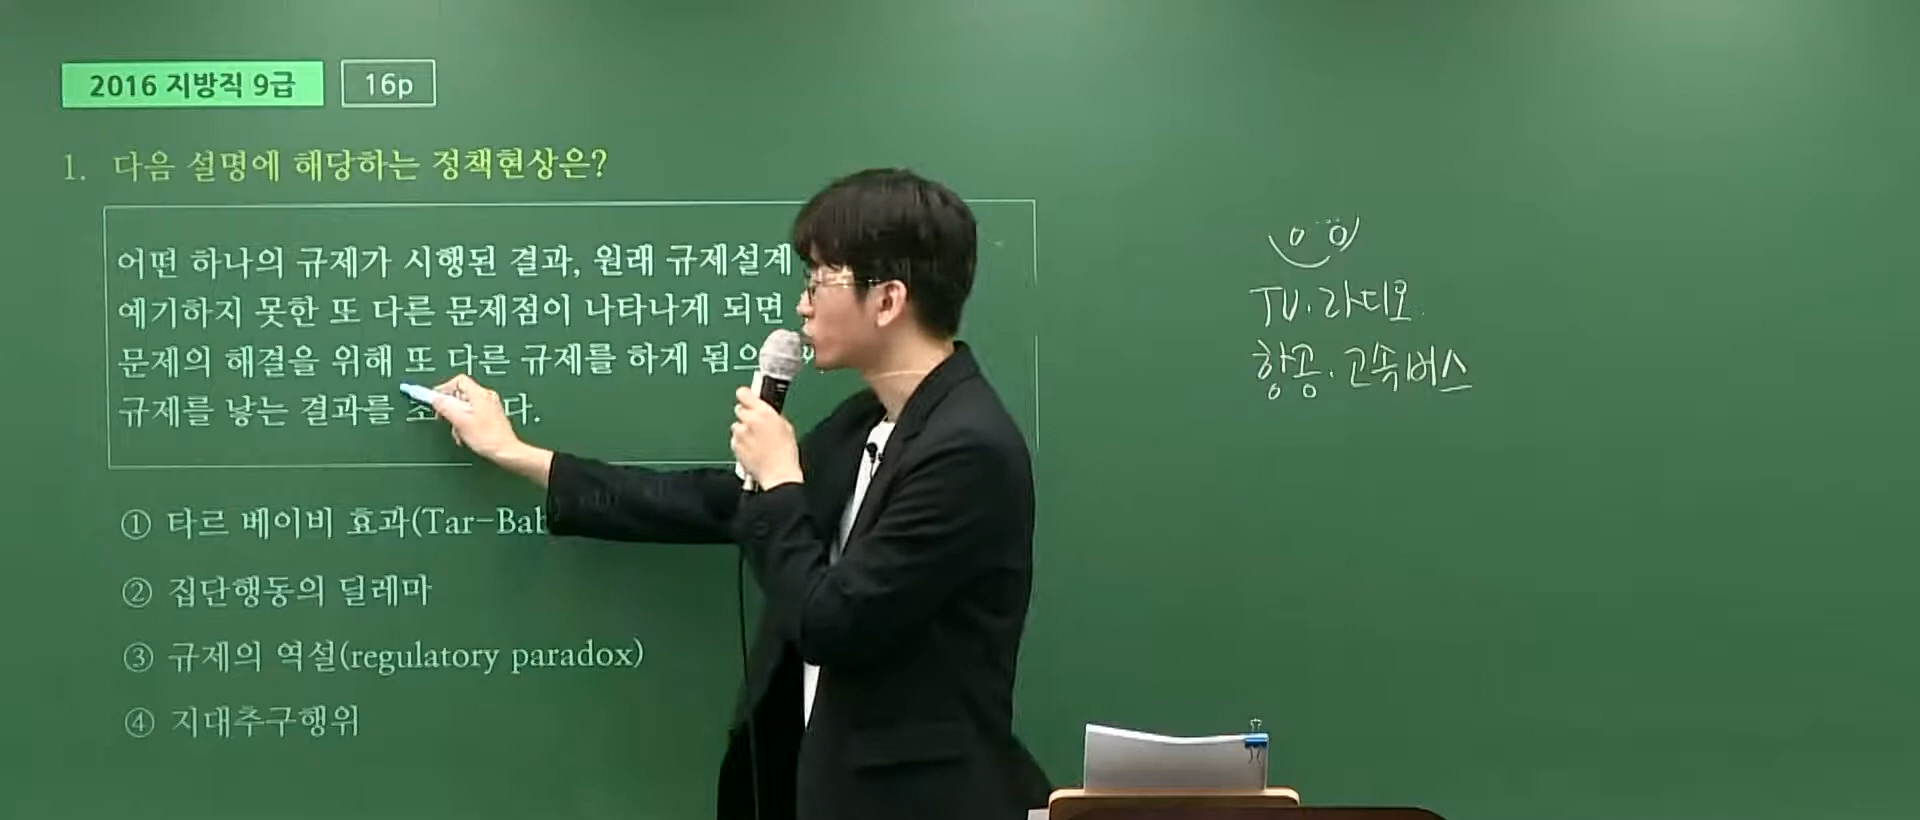 2016 지방직 9급
16p
1. 다음 설명에 해당하는 정책현상은?
어떤 하나의 규제가 시행된 결과, 원래 규제설계
예기하지 못한 또 다른 문제점이 나타나게 되면
문제의 해결을 위해 또 다른 규제를 하게 됨으
규제를 낳는 결과를 다.
① 타르 베이비 효과(Tar-Bab
② 집단행동의 딜레마
③ 규제의 역설(regulatory paradox)
④ 지대추구행위
TV.라디오
항공.고속버스